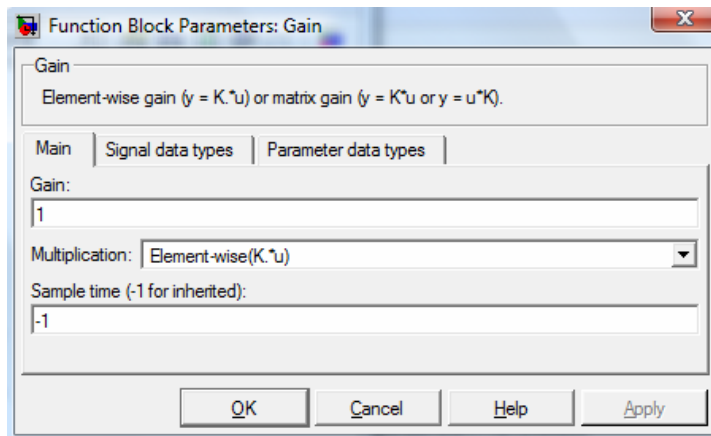 Function Block Parameters: Gain
Gain
Element-wise gain (y = K.*u) or matrix gain (y = K*u or y = u*K).
Main Signal data types Parameter data types
Gain:
1
Multiplication: Element-wise(K.*u)
Sample time (-1 for inherited):
-1
OK Cancel Help Apply